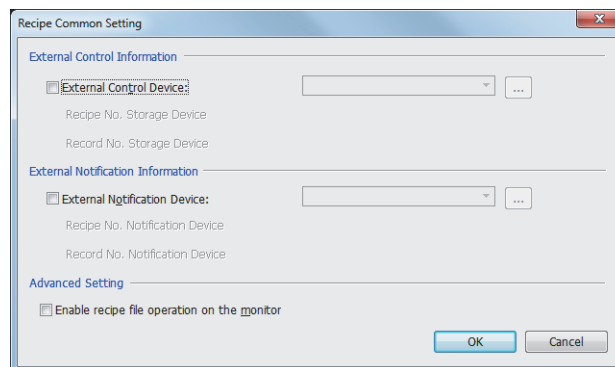 Recipe Common Setting
External Control Information
External Control Device:
...
Recipe No. Storage Device
Record No. Storage Device
External Notification Information
External Notification Device:
...
Recipe No. Notification Device
Record No. Notification Device
Advanced Setting
Enable recipe file operation on the monitor
OK Cancel